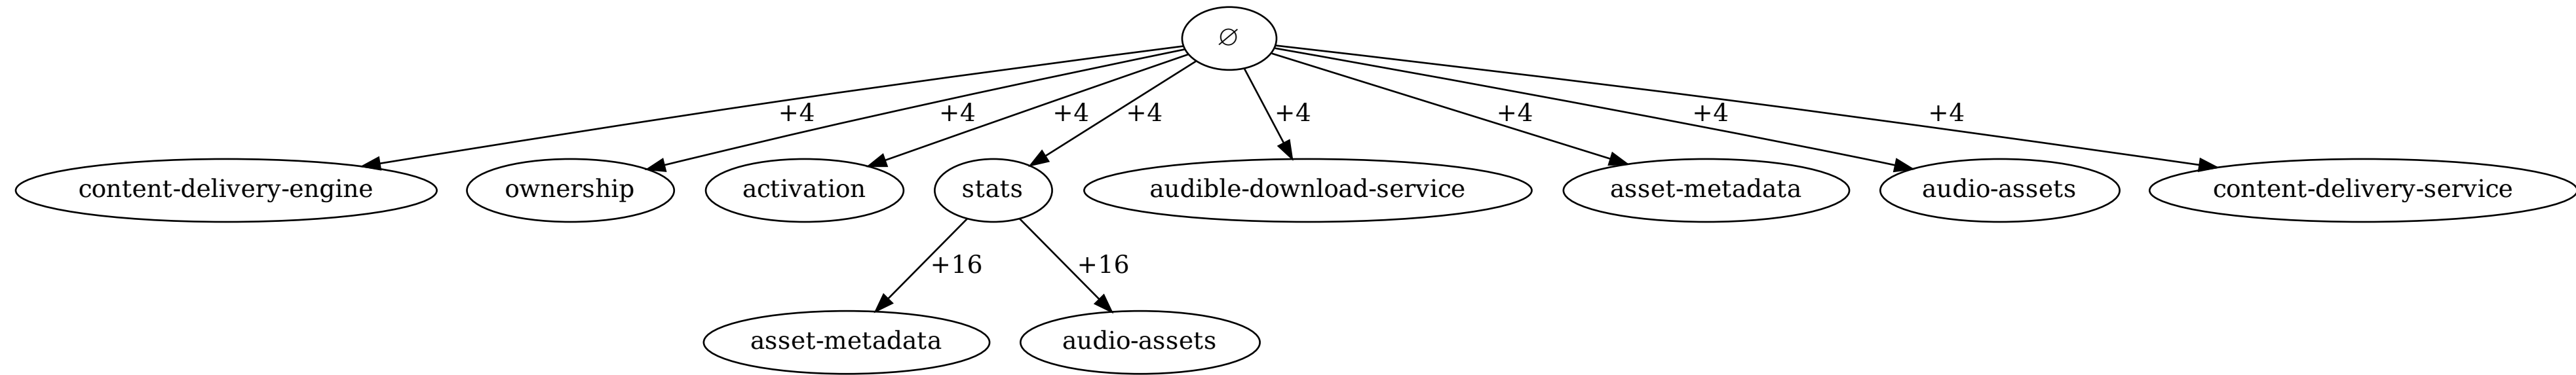 ∅
+4 +4 +4 +4 +4 +4 +4 +4
content-delivery-engine ownership activation stats audible-download-service asset-metadata audio-assets content-delivery-service
+16 +16
asset-metadata audio-assets